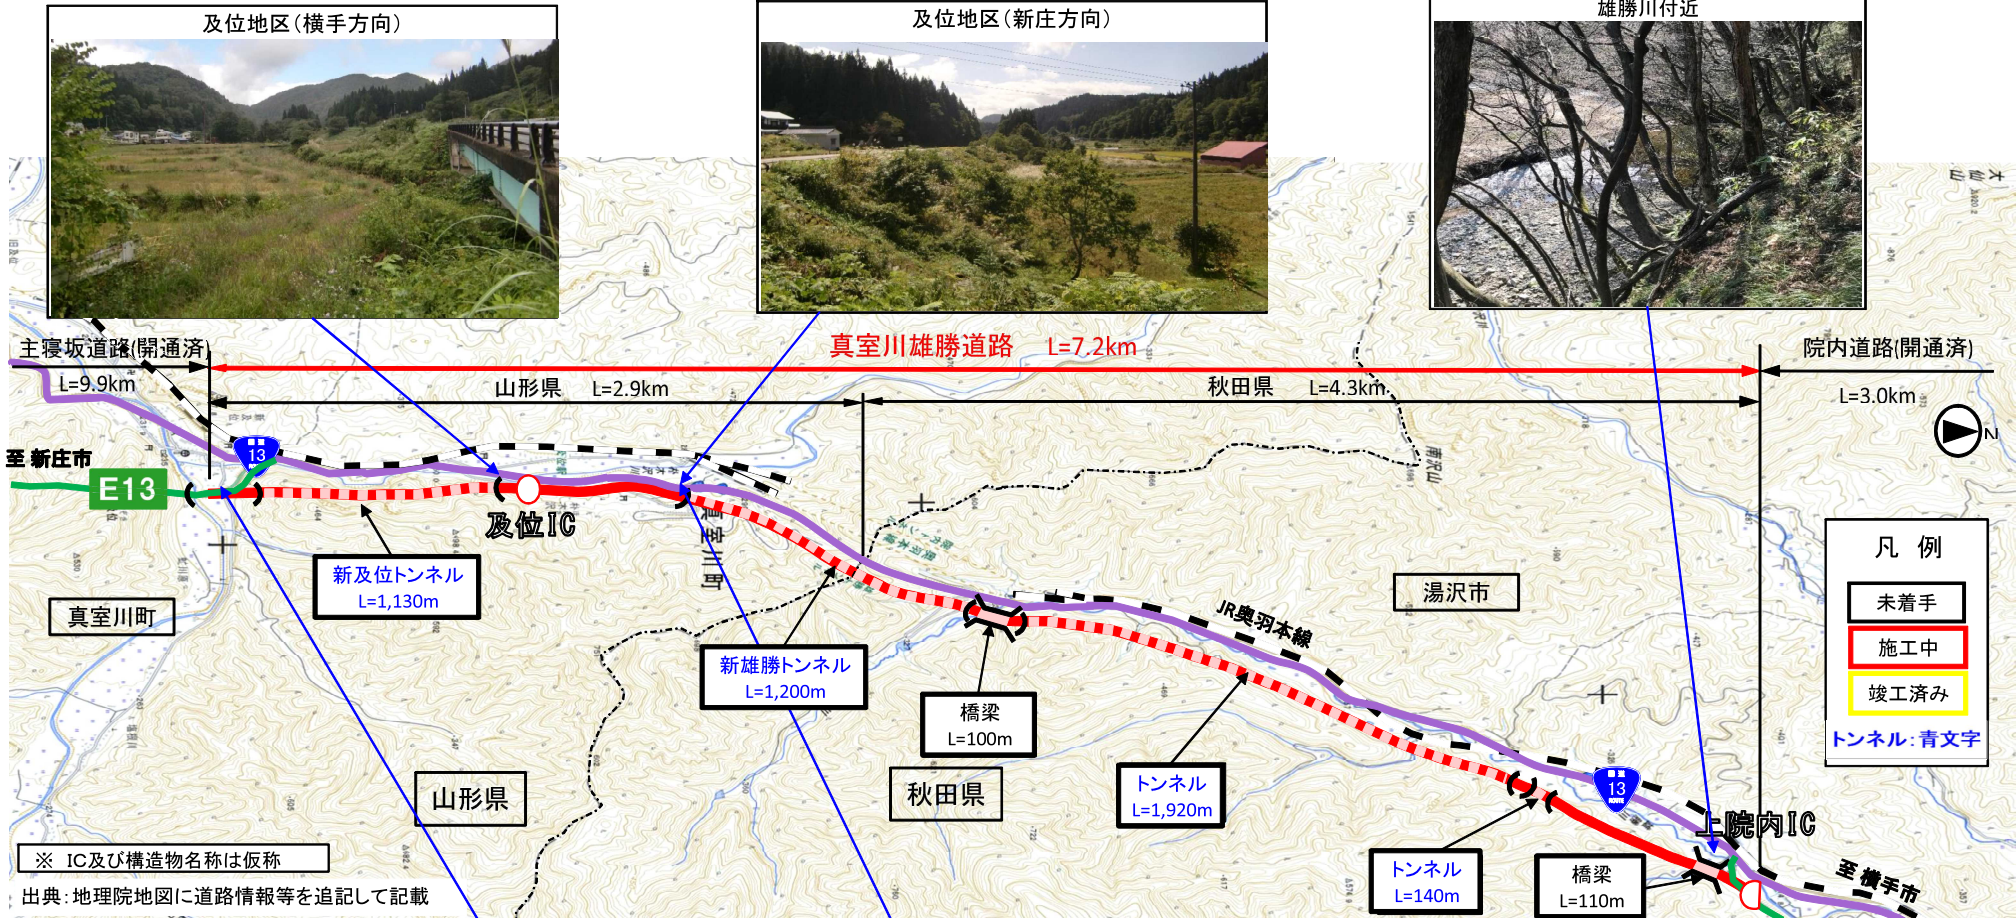 及位地区(横手方向)
及位地区(新庄方向)
雄勝川付近
真室川雄勝道路 L=7.2km
主寝坂道路(開通済)
L=9.9km
山形県 L=2.9km
秋田県 L=4.3km
院内道路(開通済)
L=3.0km
N
至 新庄市
E13
13
及位IC
真室川町
新及位トンネル
L=1,130m
真室川町
新雄勝トンネル
L=1,200m
橋梁
L=100m
JR奥羽本線
湯沢市
凡 例
未着手
施工中
竣工済み
トンネル:青文字
山形県
秋田県
トンネル
L=1,920m
13
ROUTE
上院内IC
トンネル
L=140m
橋梁
L=110m
至 横手市
※ IC及び構造物名称は仮称
出典:地理院地図に道路情報等を追記して記載